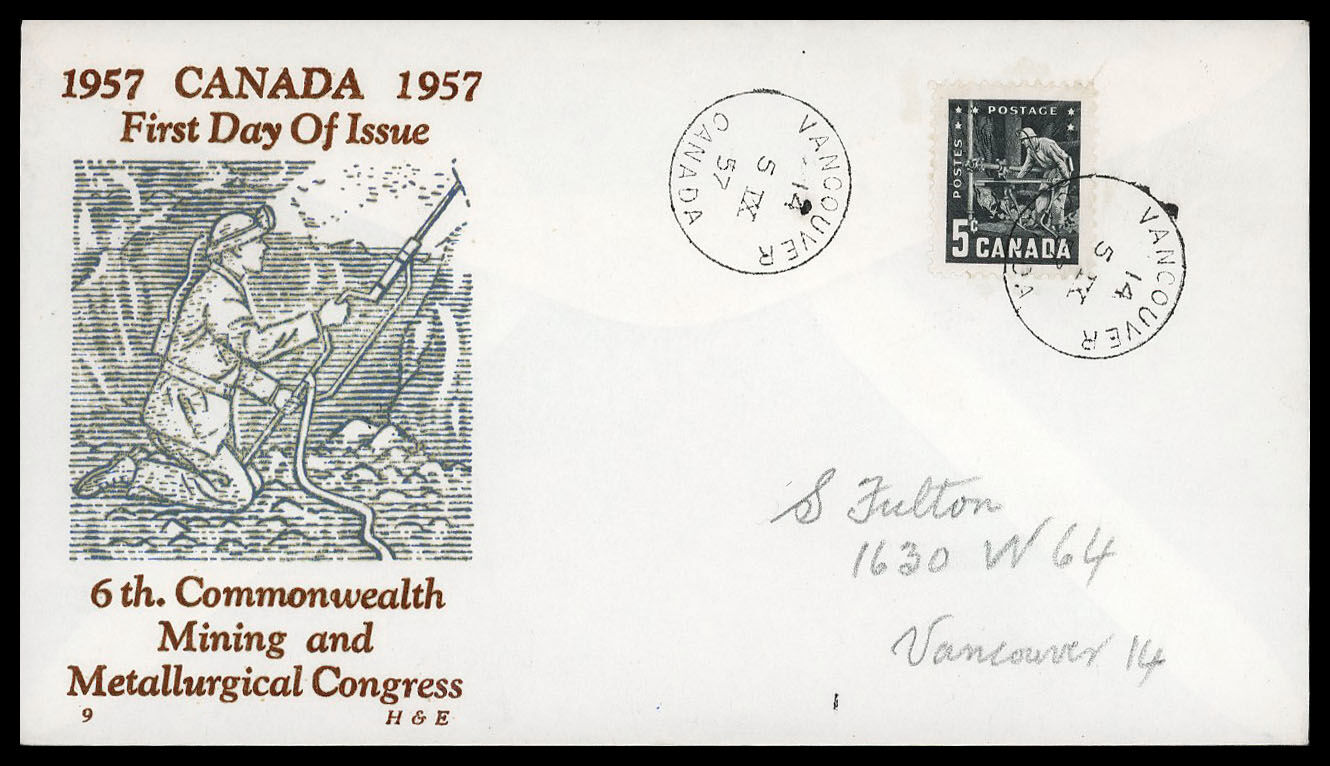 1957 CANADA 1957
First Day Of Issue
6 th. Commonwealth
Mining and
Metallurgical Congress
9 H & E
VANCOUVER
14
5 IX
57
CANADA
POSTAGE
POSTES
5c CANADA
VANCOUVER
14
5 IX
S Fulton
1630 W 64
Vancouver 14